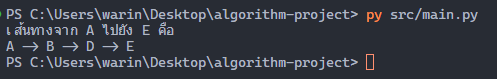 PS C:\Users\warin\Desktop\algorithm-project> py src/main.py
เส้นทางจาก A ไปยัง E คือ
A --> B --> D --> E
PS C:\Users\warin\Desktop\algorithm-project>